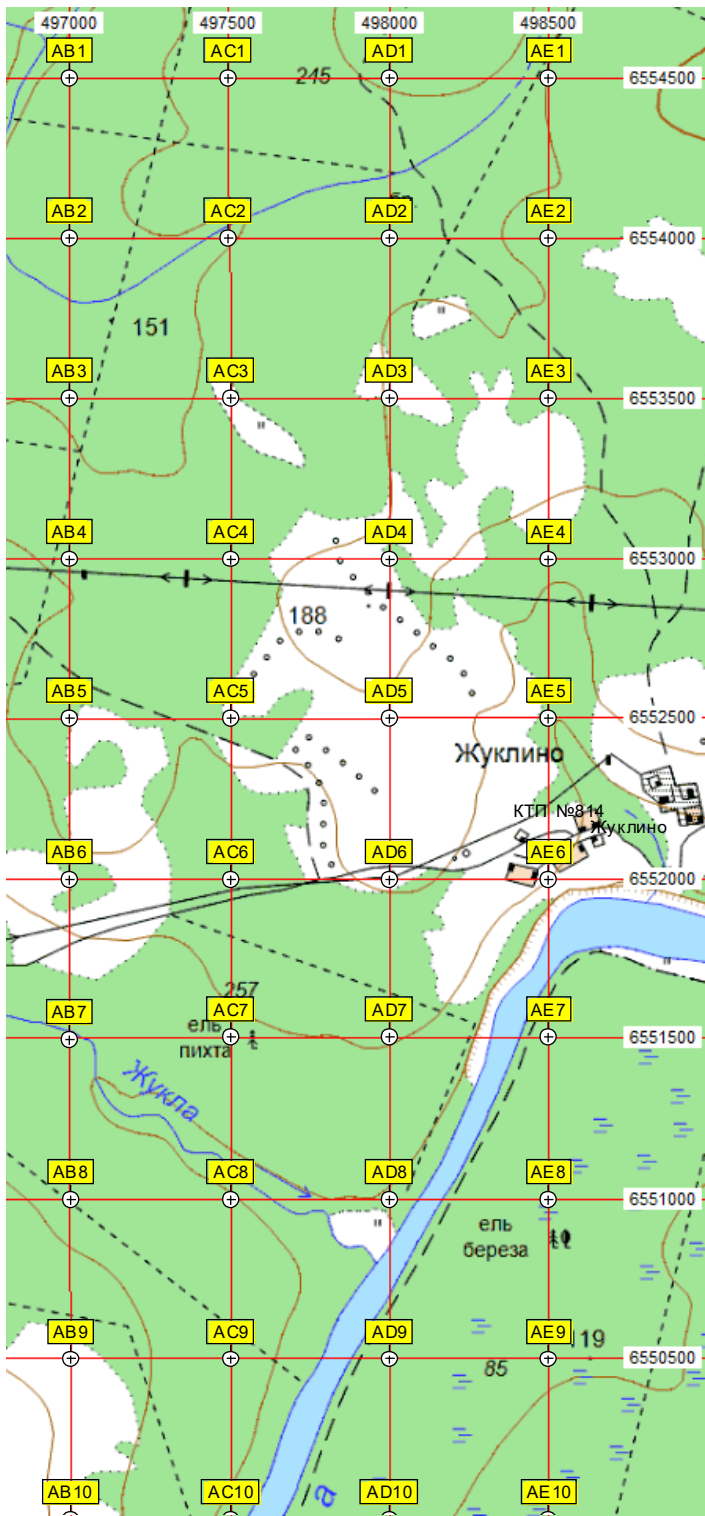 497000 497500 498000 498500
AB1 AC1 AD1 AE1
245 6554500
AB2 AC2 AD2 AE2
6554000
151
AB3 AC3 AD3 AE3
6553500
AB4 AC4 AD4 AE4
6553000
188
AB5 AC5 AD5 AE5
6552500
Жуклино
КТП №814
Жуклино
AB6 AC6 AD6 AE6
6552000
257
AB7 AC7 AD7 AE7
ель
6551500
пихта
Жукла
AB8 AC8 AD8 AE8
6551000
ель
береза
AB9 AC9 AD9 AE9
119
6550500
85
AB10 AC10 AD10 AE10
а